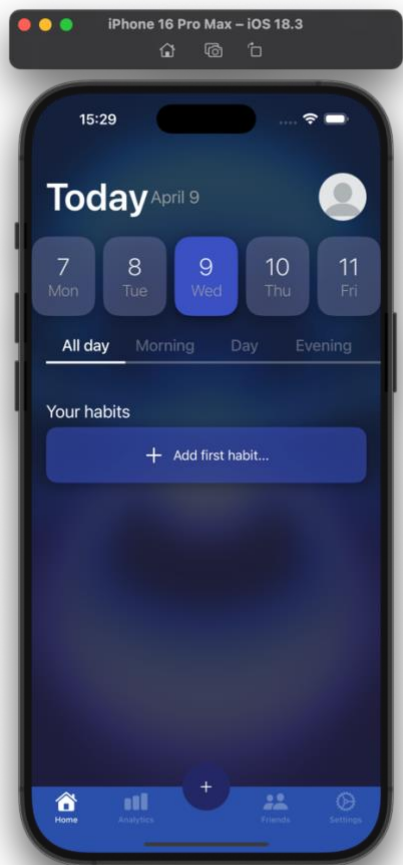 iPhone 16 Pro Max – iOS 18.3
15:29
Today April 9
7 8 9 10 11
Mon Tue Wed Thu Fri
All day Morning Day Evening
Your habits
+ Add first habit...
+
Home Analytics Friends Settings